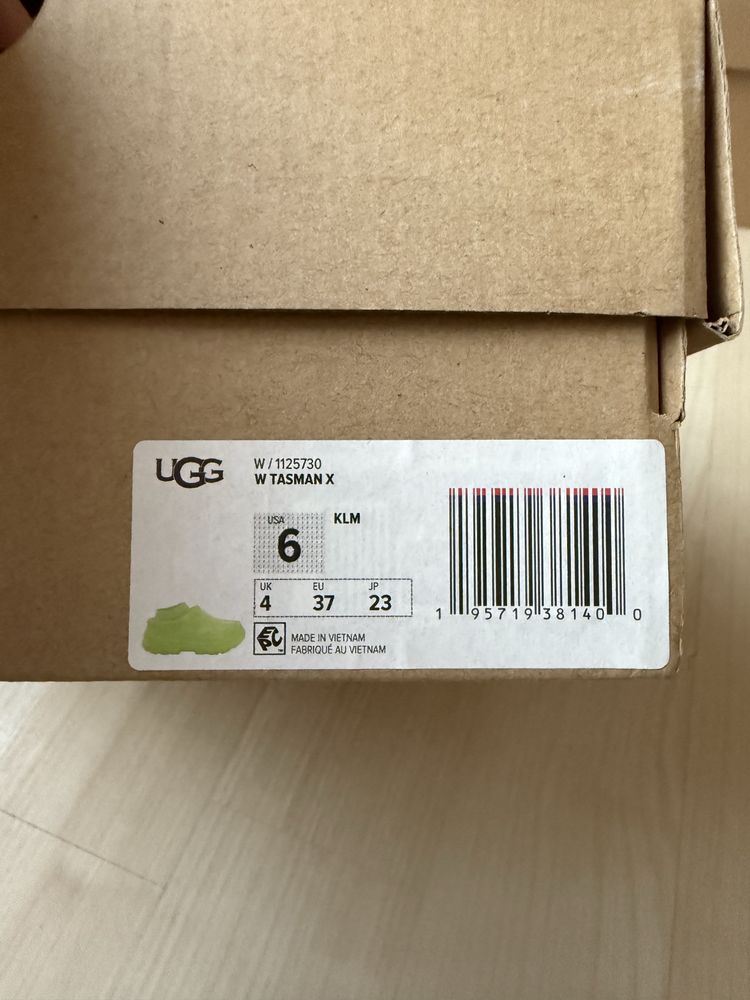 UGG
W / 1125730
W TASMAN X
USA
6
KLM
UK EU JP
4 37 23
EPC™
MADE IN VIETNAM
FABRIQUÉ AU VIETNAM
1 95719 38140 0